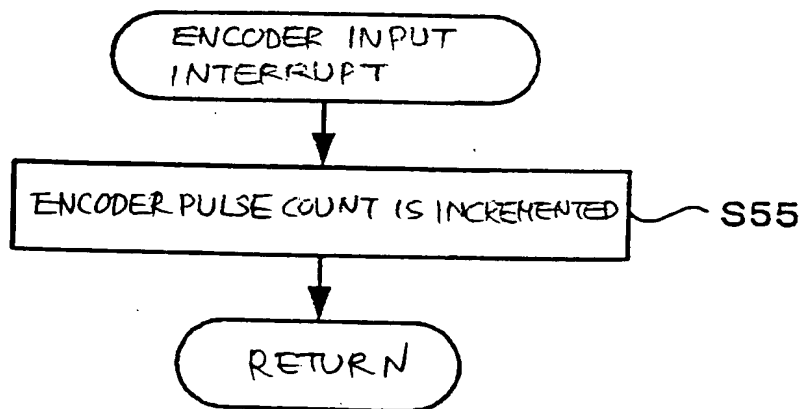 ENCODER INPUT
INTERRUPT
ENCODER PULSE COUNT IS INCREMENTED
S55
RETURN